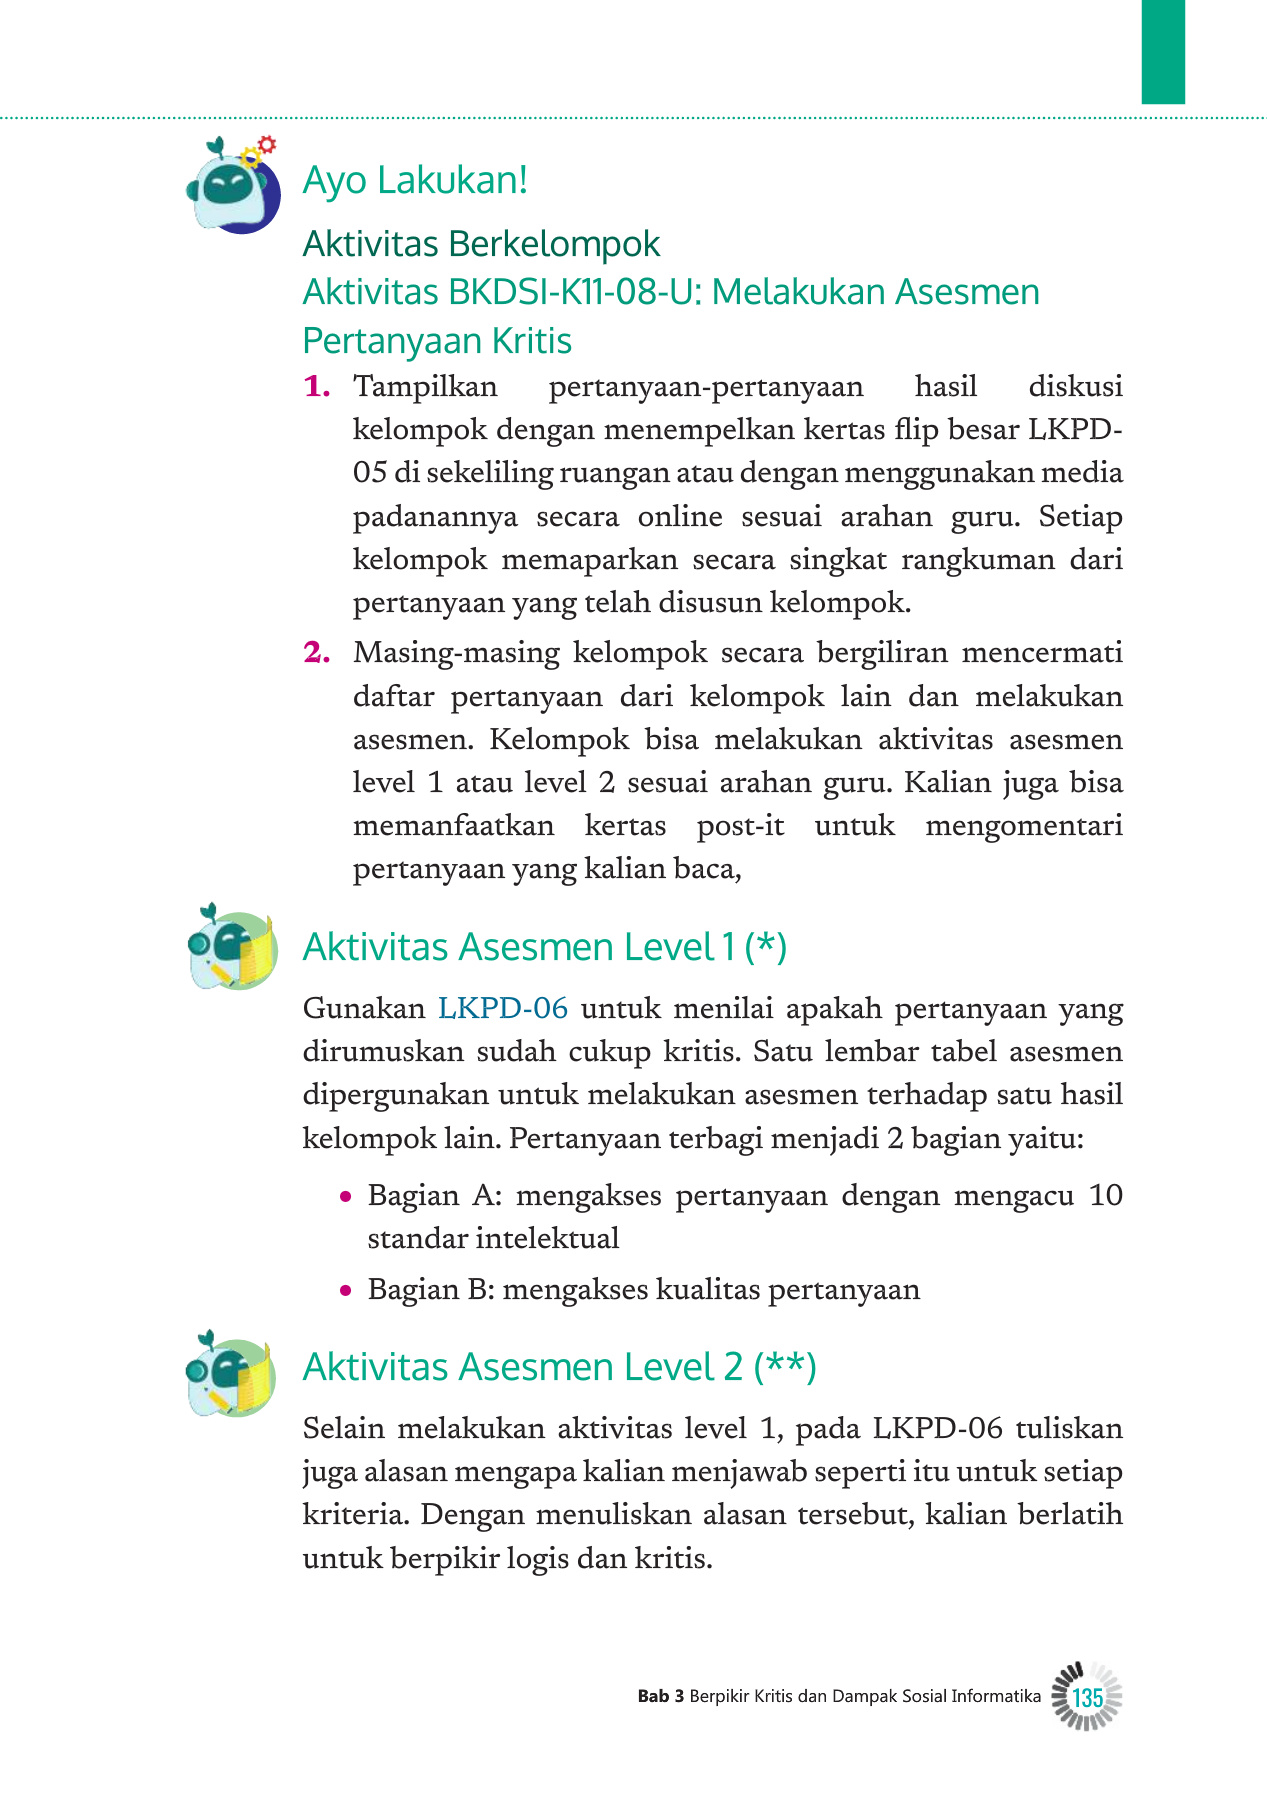 Ayo Lakukan!
Aktivitas Berkelompok
Aktivitas BKDSI-K11-08-U: Melakukan Asesmen
Pertanyaan Kritis
1. Tampilkan pertanyaan-pertanyaan hasil diskusi
kelompok dengan menempelkan kertas flip besar LKPD-
05 di sekeliling ruangan atau dengan menggunakan media
padanannya secara online sesuai arahan guru. Setiap
kelompok memaparkan secara singkat rangkuman dari
pertanyaan yang telah disusun kelompok.
2. Masing-masing kelompok secara bergiliran mencermati
daftar pertanyaan dari kelompok lain dan melakukan
asesmen. Kelompok bisa melakukan aktivitas asesmen
level 1 atau level 2 sesuai arahan guru. Kalian juga bisa
memanfaatkan kertas post-it untuk mengomentari
pertanyaan yang kalian baca,
Aktivitas Asesmen Level 1 (*)
Gunakan LKPD-06 untuk menilai apakah pertanyaan yang
dirumuskan sudah cukup kritis. Satu lembar tabel asesmen
dipergunakan untuk melakukan asesmen terhadap satu hasil
kelompok lain. Pertanyaan terbagi menjadi 2 bagian yaitu:
• Bagian A: mengakses pertanyaan dengan mengacu 10
standar intelektual
• Bagian B: mengakses kualitas pertanyaan
Aktivitas Asesmen Level 2 (**)
Selain melakukan aktivitas level 1, pada LKPD-06 tuliskan
juga alasan mengapa kalian menjawab seperti itu untuk setiap
kriteria. Dengan menuliskan alasan tersebut, kalian berlatih
untuk berpikir logis dan kritis.
Bab 3 Berpikir Kritis dan Dampak Sosial Informatika 135